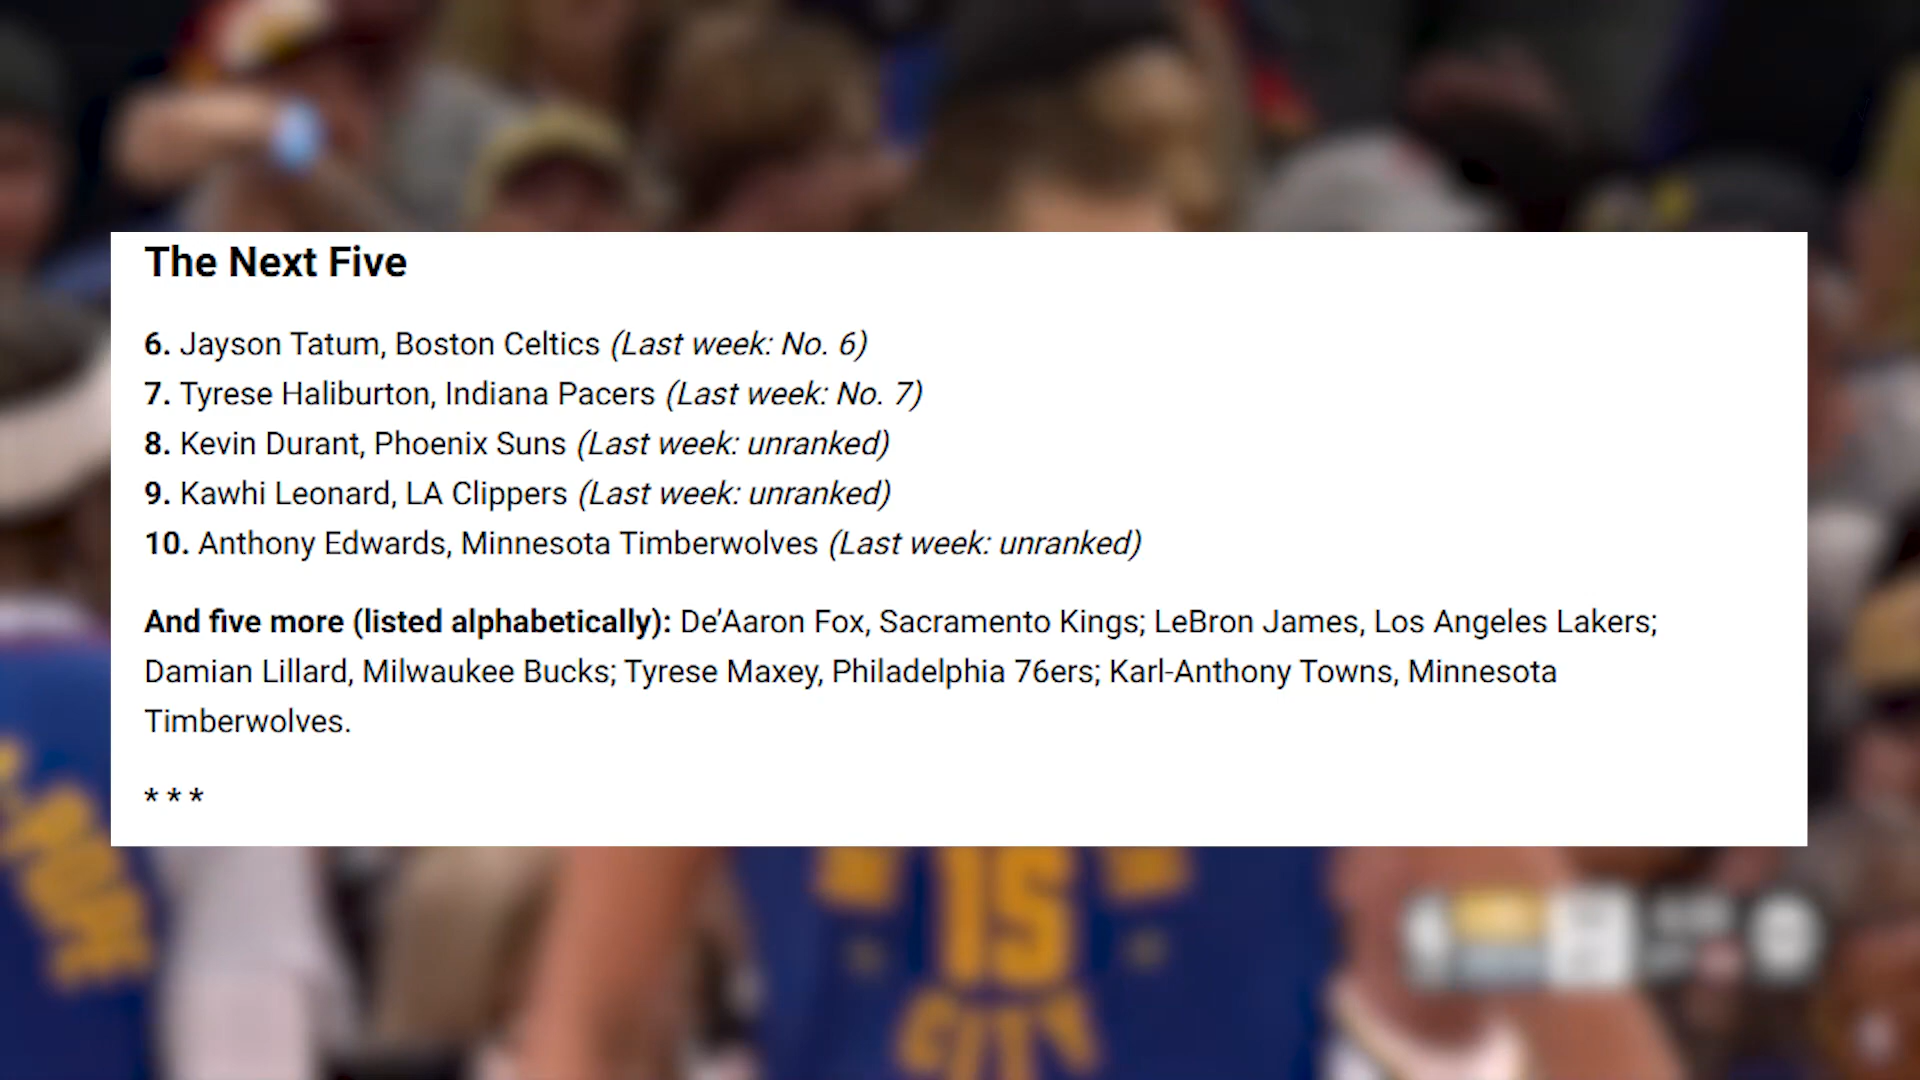 The Next Five
6. Jayson Tatum, Boston Celtics (Last week: No. 6)
7. Tyrese Haliburton, Indiana Pacers (Last week: No. 7)
8. Kevin Durant, Phoenix Suns (Last week: unranked)
9. Kawhi Leonard, LA Clippers (Last week: unranked)
10. Anthony Edwards, Minnesota Timberwolves (Last week: unranked)
And five more (listed alphabetically): De’Aaron Fox, Sacramento Kings; LeBron James, Los Angeles Lakers;
Damian Lillard, Milwaukee Bucks; Tyrese Maxey, Philadelphia 76ers; Karl-Anthony Towns, Minnesota
Timberwolves.
* * *
15
CITY